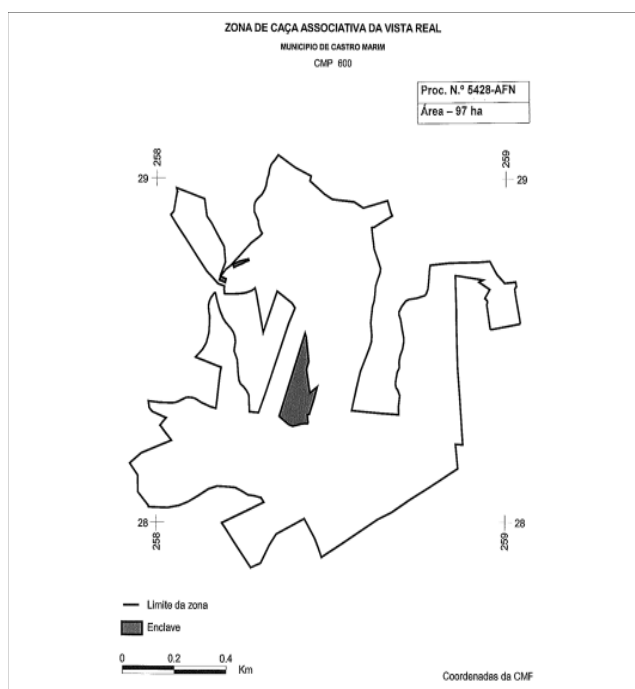 ZONA DE CAÇA ASSOCIATIVA DA VISTA REAL
MUNICIPIO DE CASTRO MARIM
CMP 600
Proc. N.º 5428-AFN
Área – 97 ha
258
259
29
29
28
28
258
259
Limite da zona
Enclave
0 0.2 0.4
Km
Coordenadas da CMF